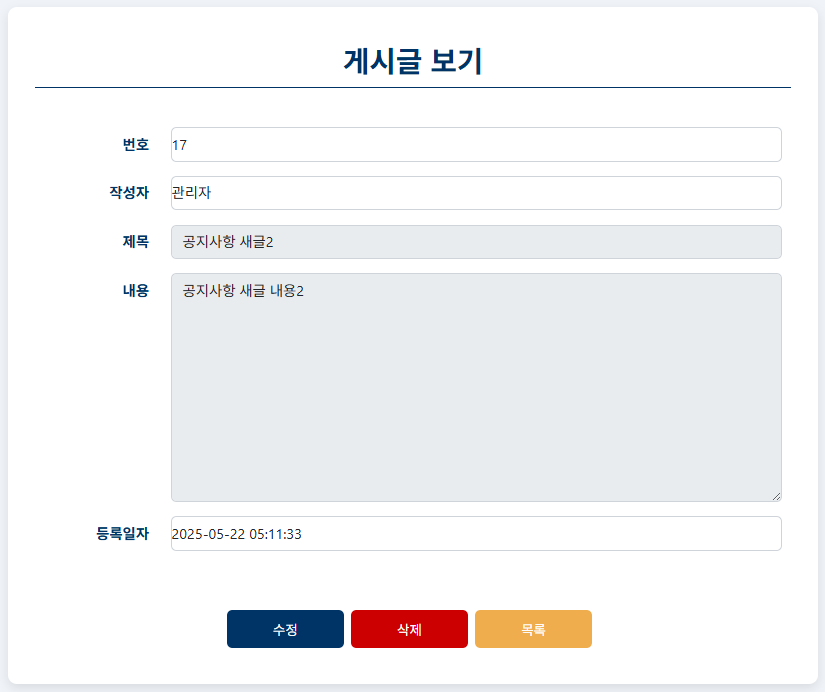 게시글 보기
번호 17
작성자 관리자
제목 공지사항 새글2
내용 공지사항 새글 내용2
등록일자 2025-05-22 05:11:33
수정 삭제 목록